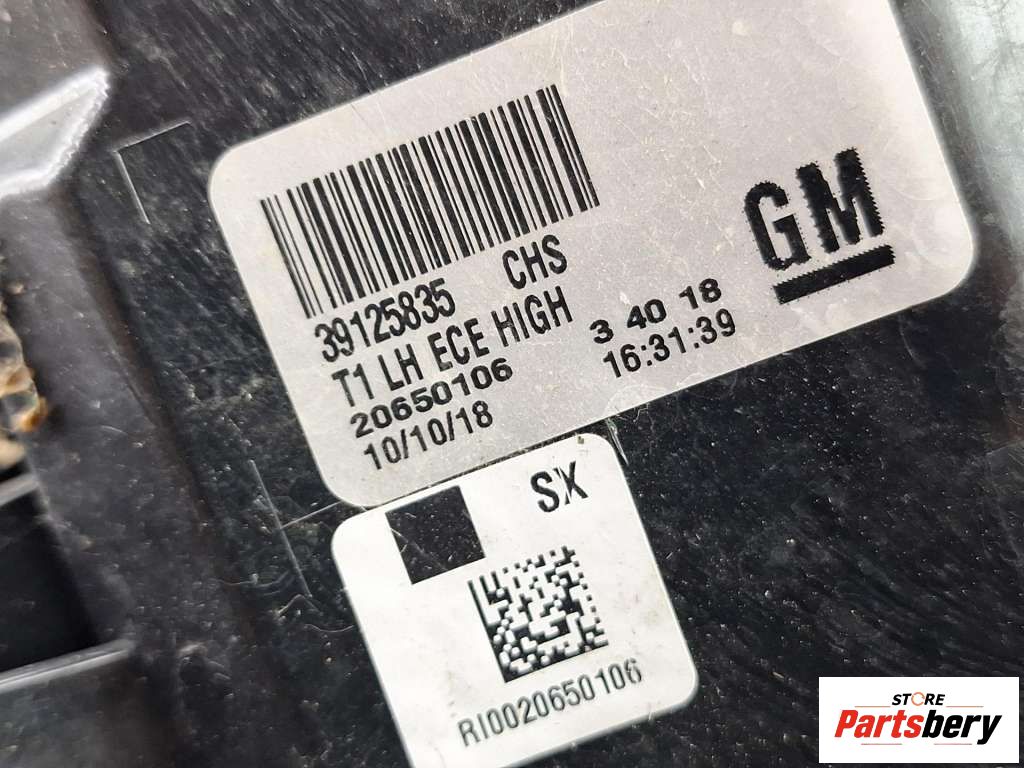 39125835 CHS
T1 LH ECE HIGH
20650106 3 40 18
10/10/18 16:31:39
GM
SX
RI0020650106
STORE
Partsbery